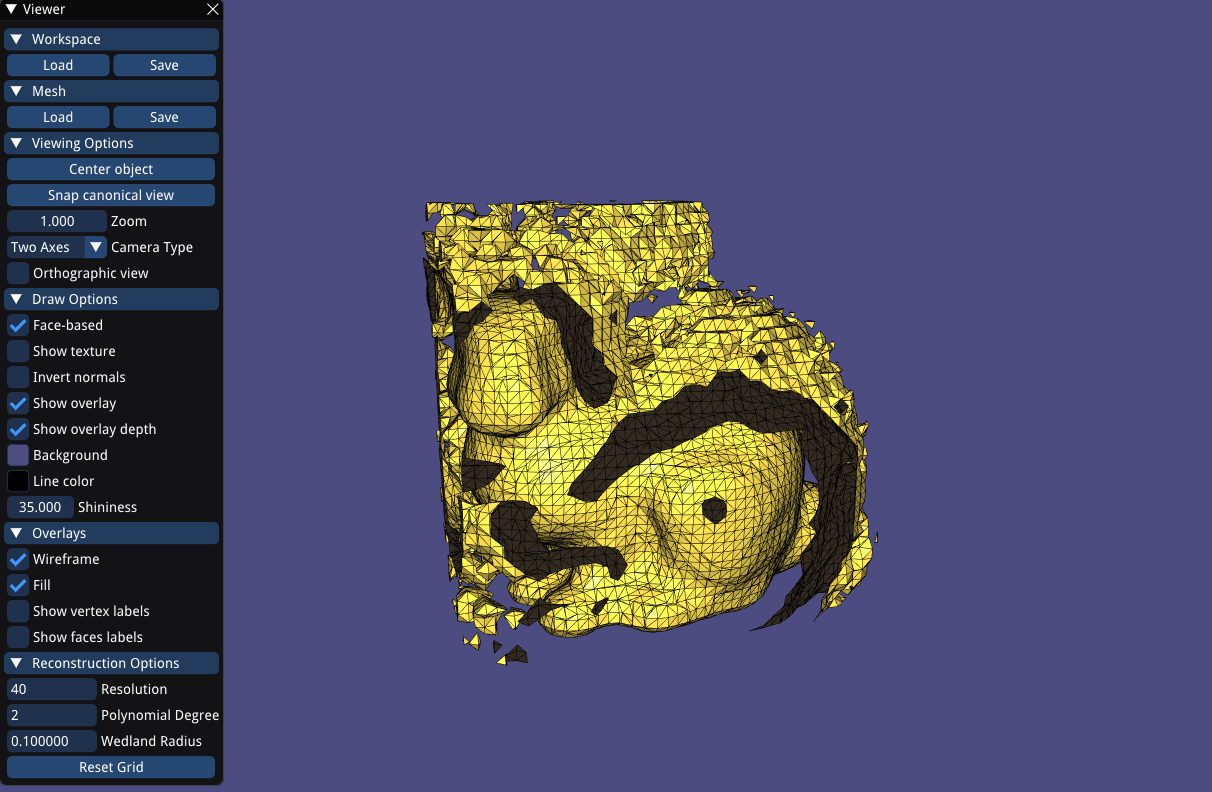 Viewer
Workspace
Load Save
Mesh
Load Save
Viewing Options
Center object
Snap canonical view
1.000 Zoom
Two Axes Camera Type
Orthographic view
Draw Options
Face-based
Show texture
Invert normals
Show overlay
Show overlay depth
Background
Line color
35.000 Shininess
Overlays
Wireframe
Fill
Show vertex labels
Show faces labels
Reconstruction Options
40 Resolution
2 Polynomial Degree
0.100000 Wedland Radius
Reset Grid